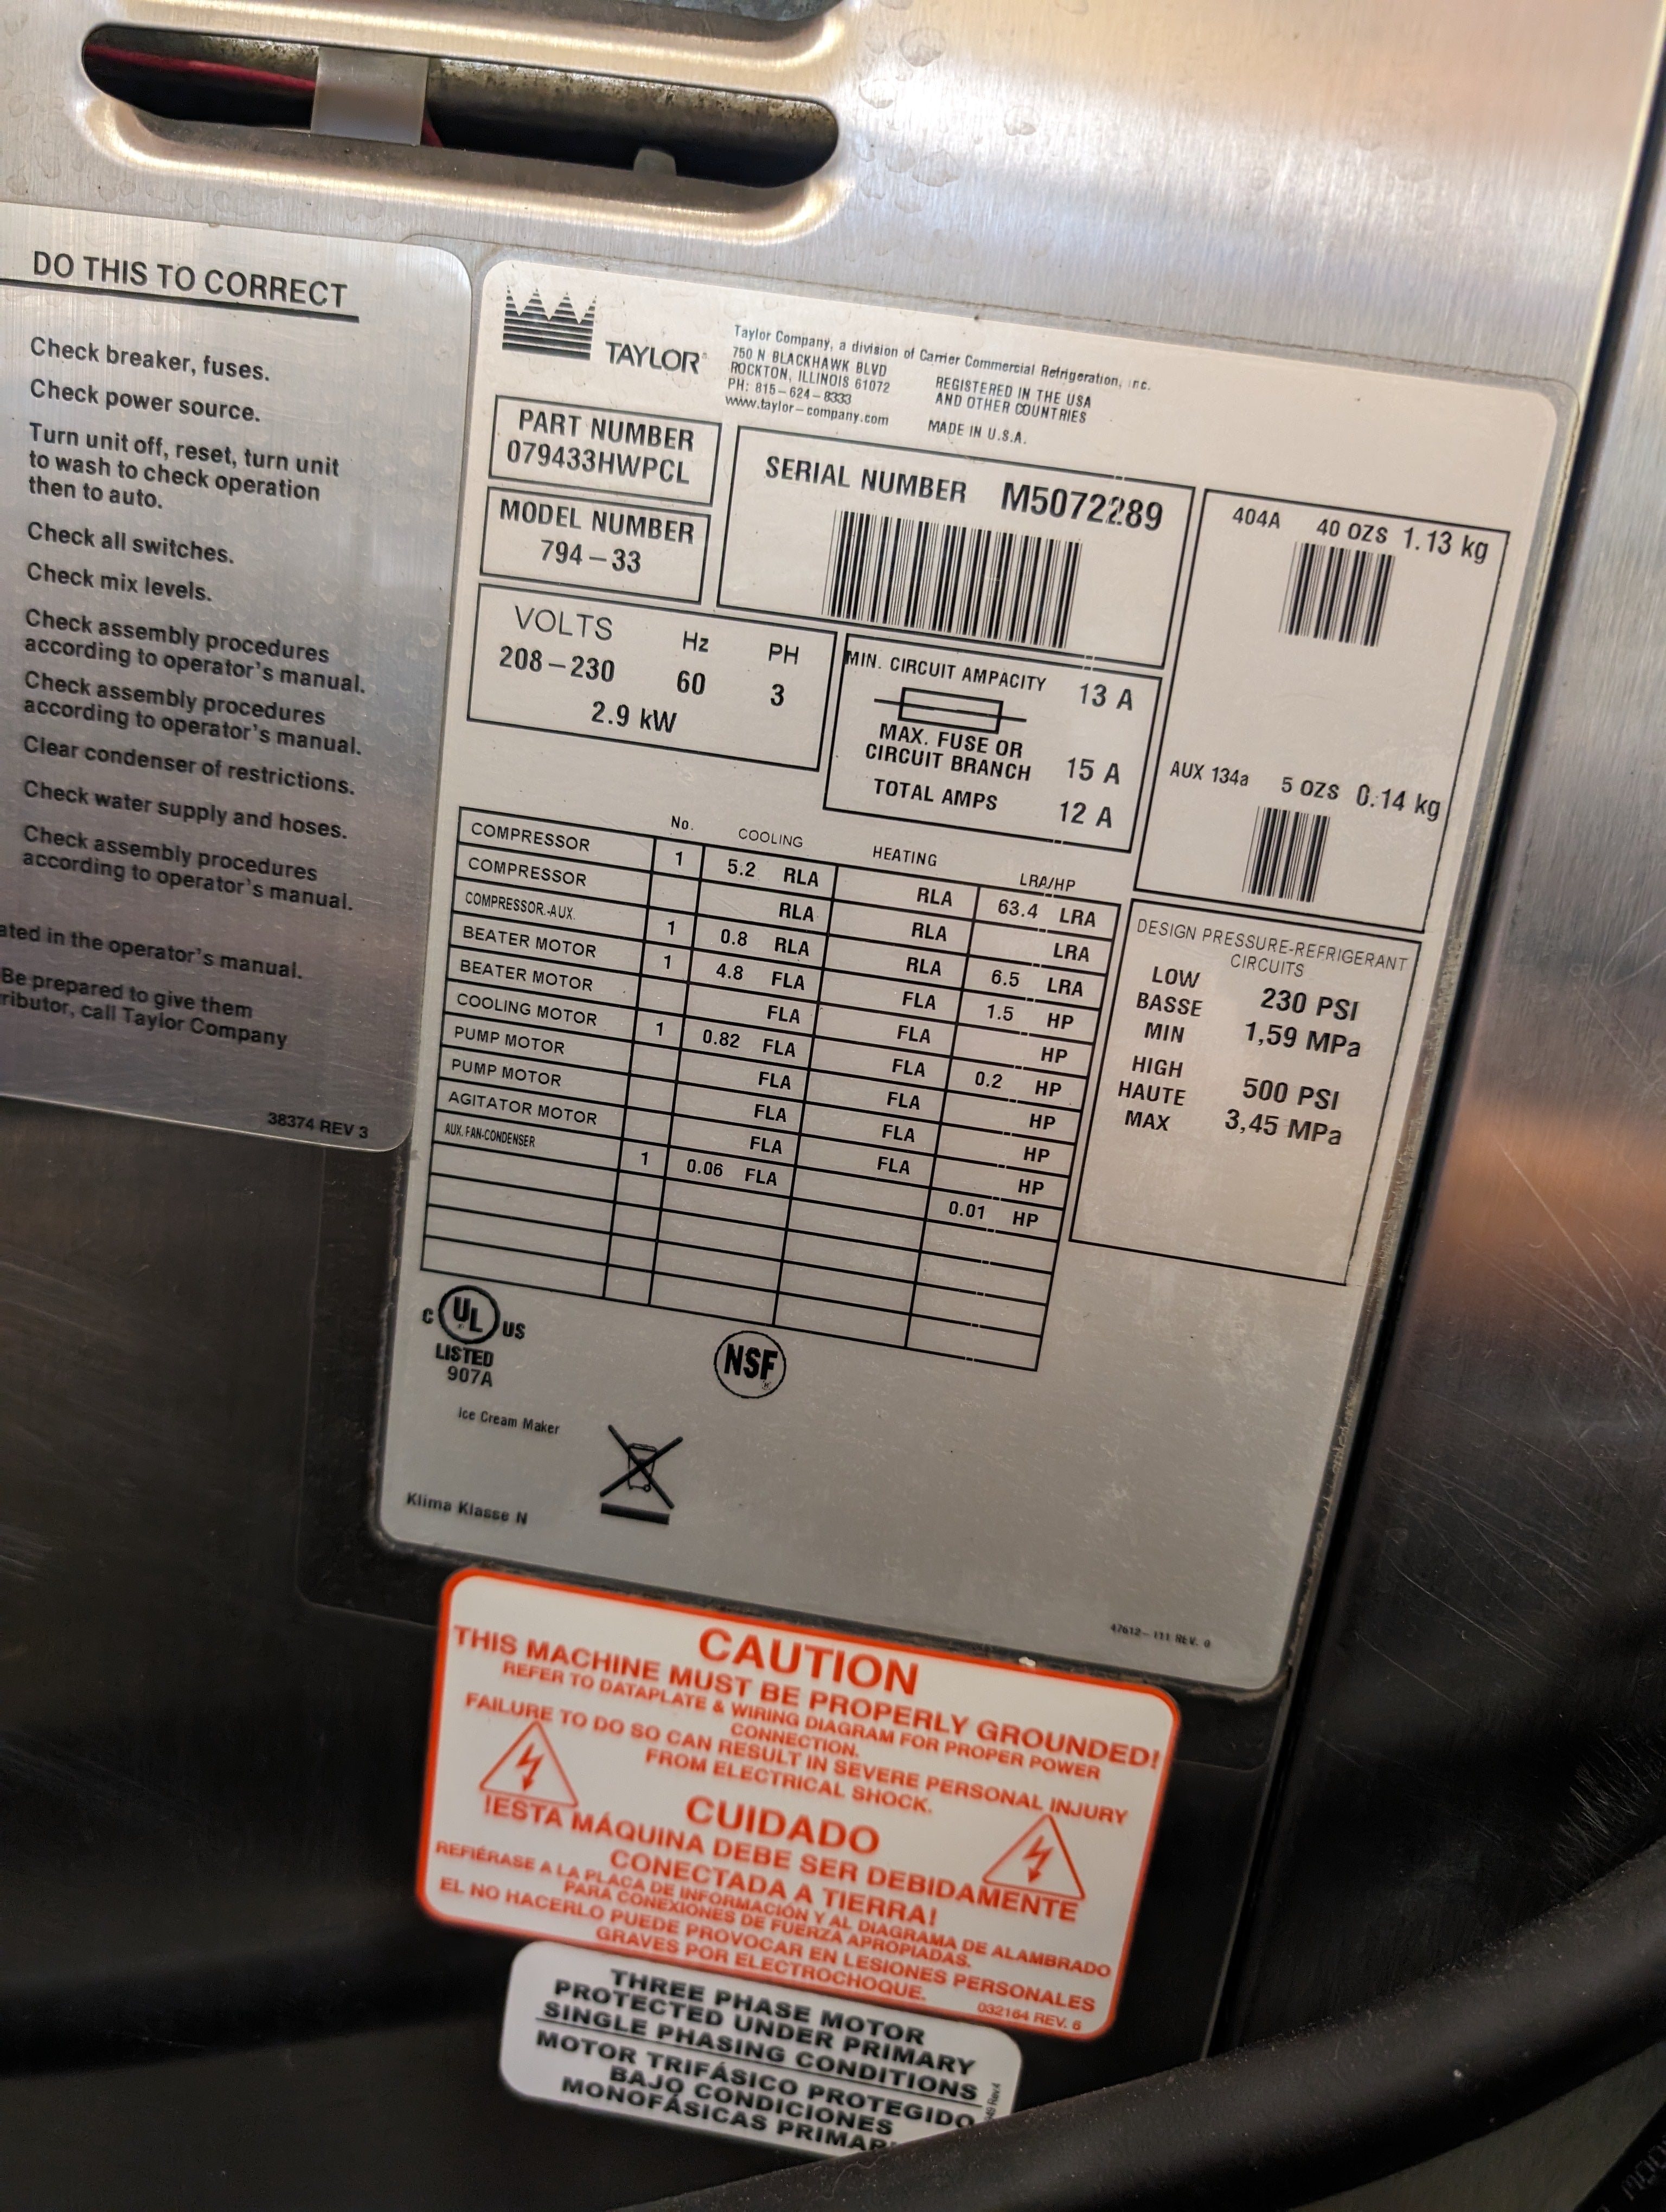 DO THIS TO CORRECT
Check breaker, fuses.
Check power source.
Turn unit off, reset, turn unit
to wash to check operation
then to auto.
Check all switches.
Check mix levels.
Check assembly procedures
according to operator's manual.
Check assembly procedures
according to operator's manual.
Clear condenser of restrictions.
Check water supply and hoses.
Check assembly procedures
according to operator's manual.
ated in the operator's manual.
Be prepared to give them
ributor, call Taylor Company
38374 REV 3
TAYLOR
Taylor Company, a division of Carrier Commercial Refrigeration, Inc.
750 N BLACKHAWK BLVD
ROCKTON, ILLINOIS 61072
PH: 815-624-8333
www.taylor-company.com
REGISTERED IN THE USA
AND OTHER COUNTRIES
MADE IN U.S.A.
PART NUMBER
079433HWPCL
MODEL NUMBER
794-33
SERIAL NUMBER M5072289
404A 40 OZS 1.13 kg
AUX 134a 5 OZS 0.14 kg
VOLTS Hz PH
208-230 60 3
2.9 kW
MIN. CIRCUIT AMPACITY 13 A
MAX. FUSE OR
CIRCUIT BRANCH 15 A
TOTAL AMPS 12 A
No. COOLING HEATING LRA/HP
COMPRESSOR 1 5.2 RLA RLA 63.4 LRA
COMPRESSOR RLA RLA LRA
COMPRESSOR-AUX. 1 0.8 RLA RLA 6.5 LRA
BEATER MOTOR 1 4.8 FLA FLA 1.5 HP
BEATER MOTOR FLA FLA HP
COOLING MOTOR 1 0.82 FLA FLA 0.2 HP
PUMP MOTOR FLA FLA HP
PUMP MOTOR FLA FLA HP
AGITATOR MOTOR FLA FLA HP
AUX. FAN-CONDENSER 1 0.06 FLA 0.01 HP
DESIGN PRESSURE-REFRIGERANT
CIRCUITS
LOW
BASSE 230 PSI
MIN 1,59 MPa
HIGH
HAUTE 500 PSI
MAX 3,45 MPa
C UL US
LISTED
907A
NSF
Ice Cream Maker
Klima Klasse N
47612-111 REV. 0
CAUTION
THIS MACHINE MUST BE PROPERLY GROUNDED!
REFER TO DATAPLATE & WIRING DIAGRAM FOR PROPER POWER
CONNECTION.
FAILURE TO DO SO CAN RESULT IN SEVERE PERSONAL INJURY
FROM ELECTRICAL SHOCK.
CUIDADO
¡ESTA MÁQUINA DEBE SER DEBIDAMENTE
CONECTADA A TIERRA!
REFIÉRASE A LA PLACA DE INFORMACIÓN Y AL DIAGRAMA DE ALAMBRADO
PARA CONEXIONES DE FUERZA APROPIADAS.
EL NO HACERLO PUEDE PROVOCAR EN LESIONES PERSONALES
GRAVES POR ELECTROCHOQUE.
032164 REV. 6
THREE PHASE MOTOR
PROTECTED UNDER PRIMARY
SINGLE PHASING CONDITIONS
MOTOR TRIFÁSICO PROTEGIDO
BAJO CONDICIONES
MONOFÁSICAS PRIMAR